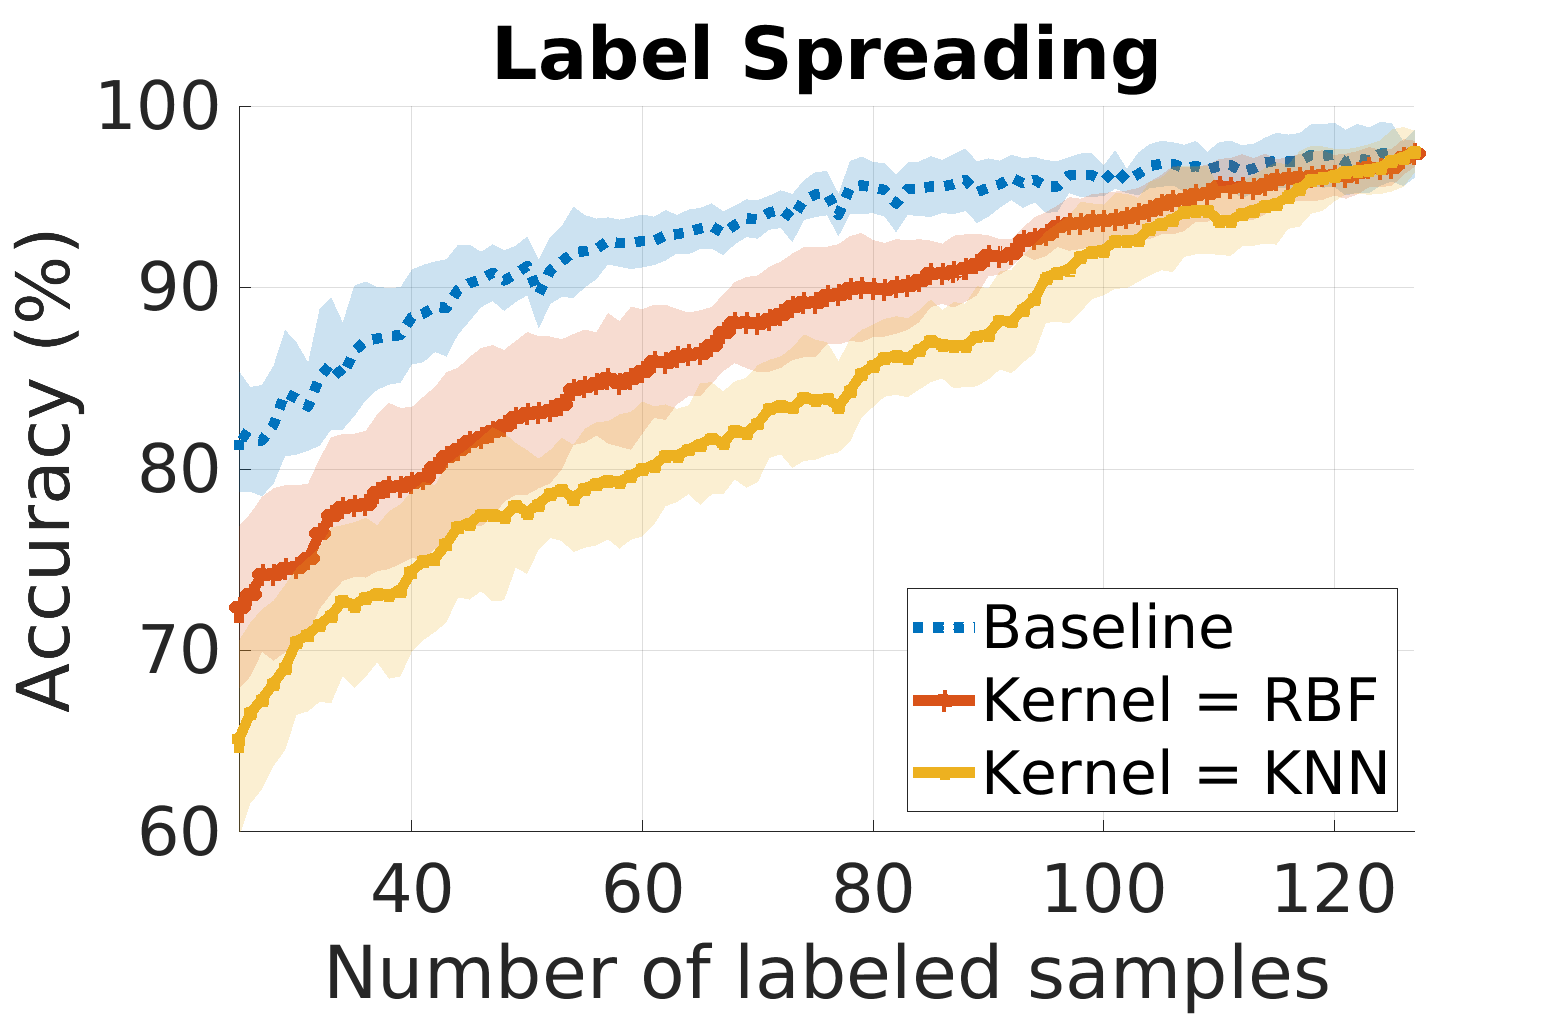 Label Spreading
100
90
80
70
60
Accuracy (%)
Baseline
Kernel = RBF
Kernel = KNN
40 60 80 100 120
Number of labeled samples